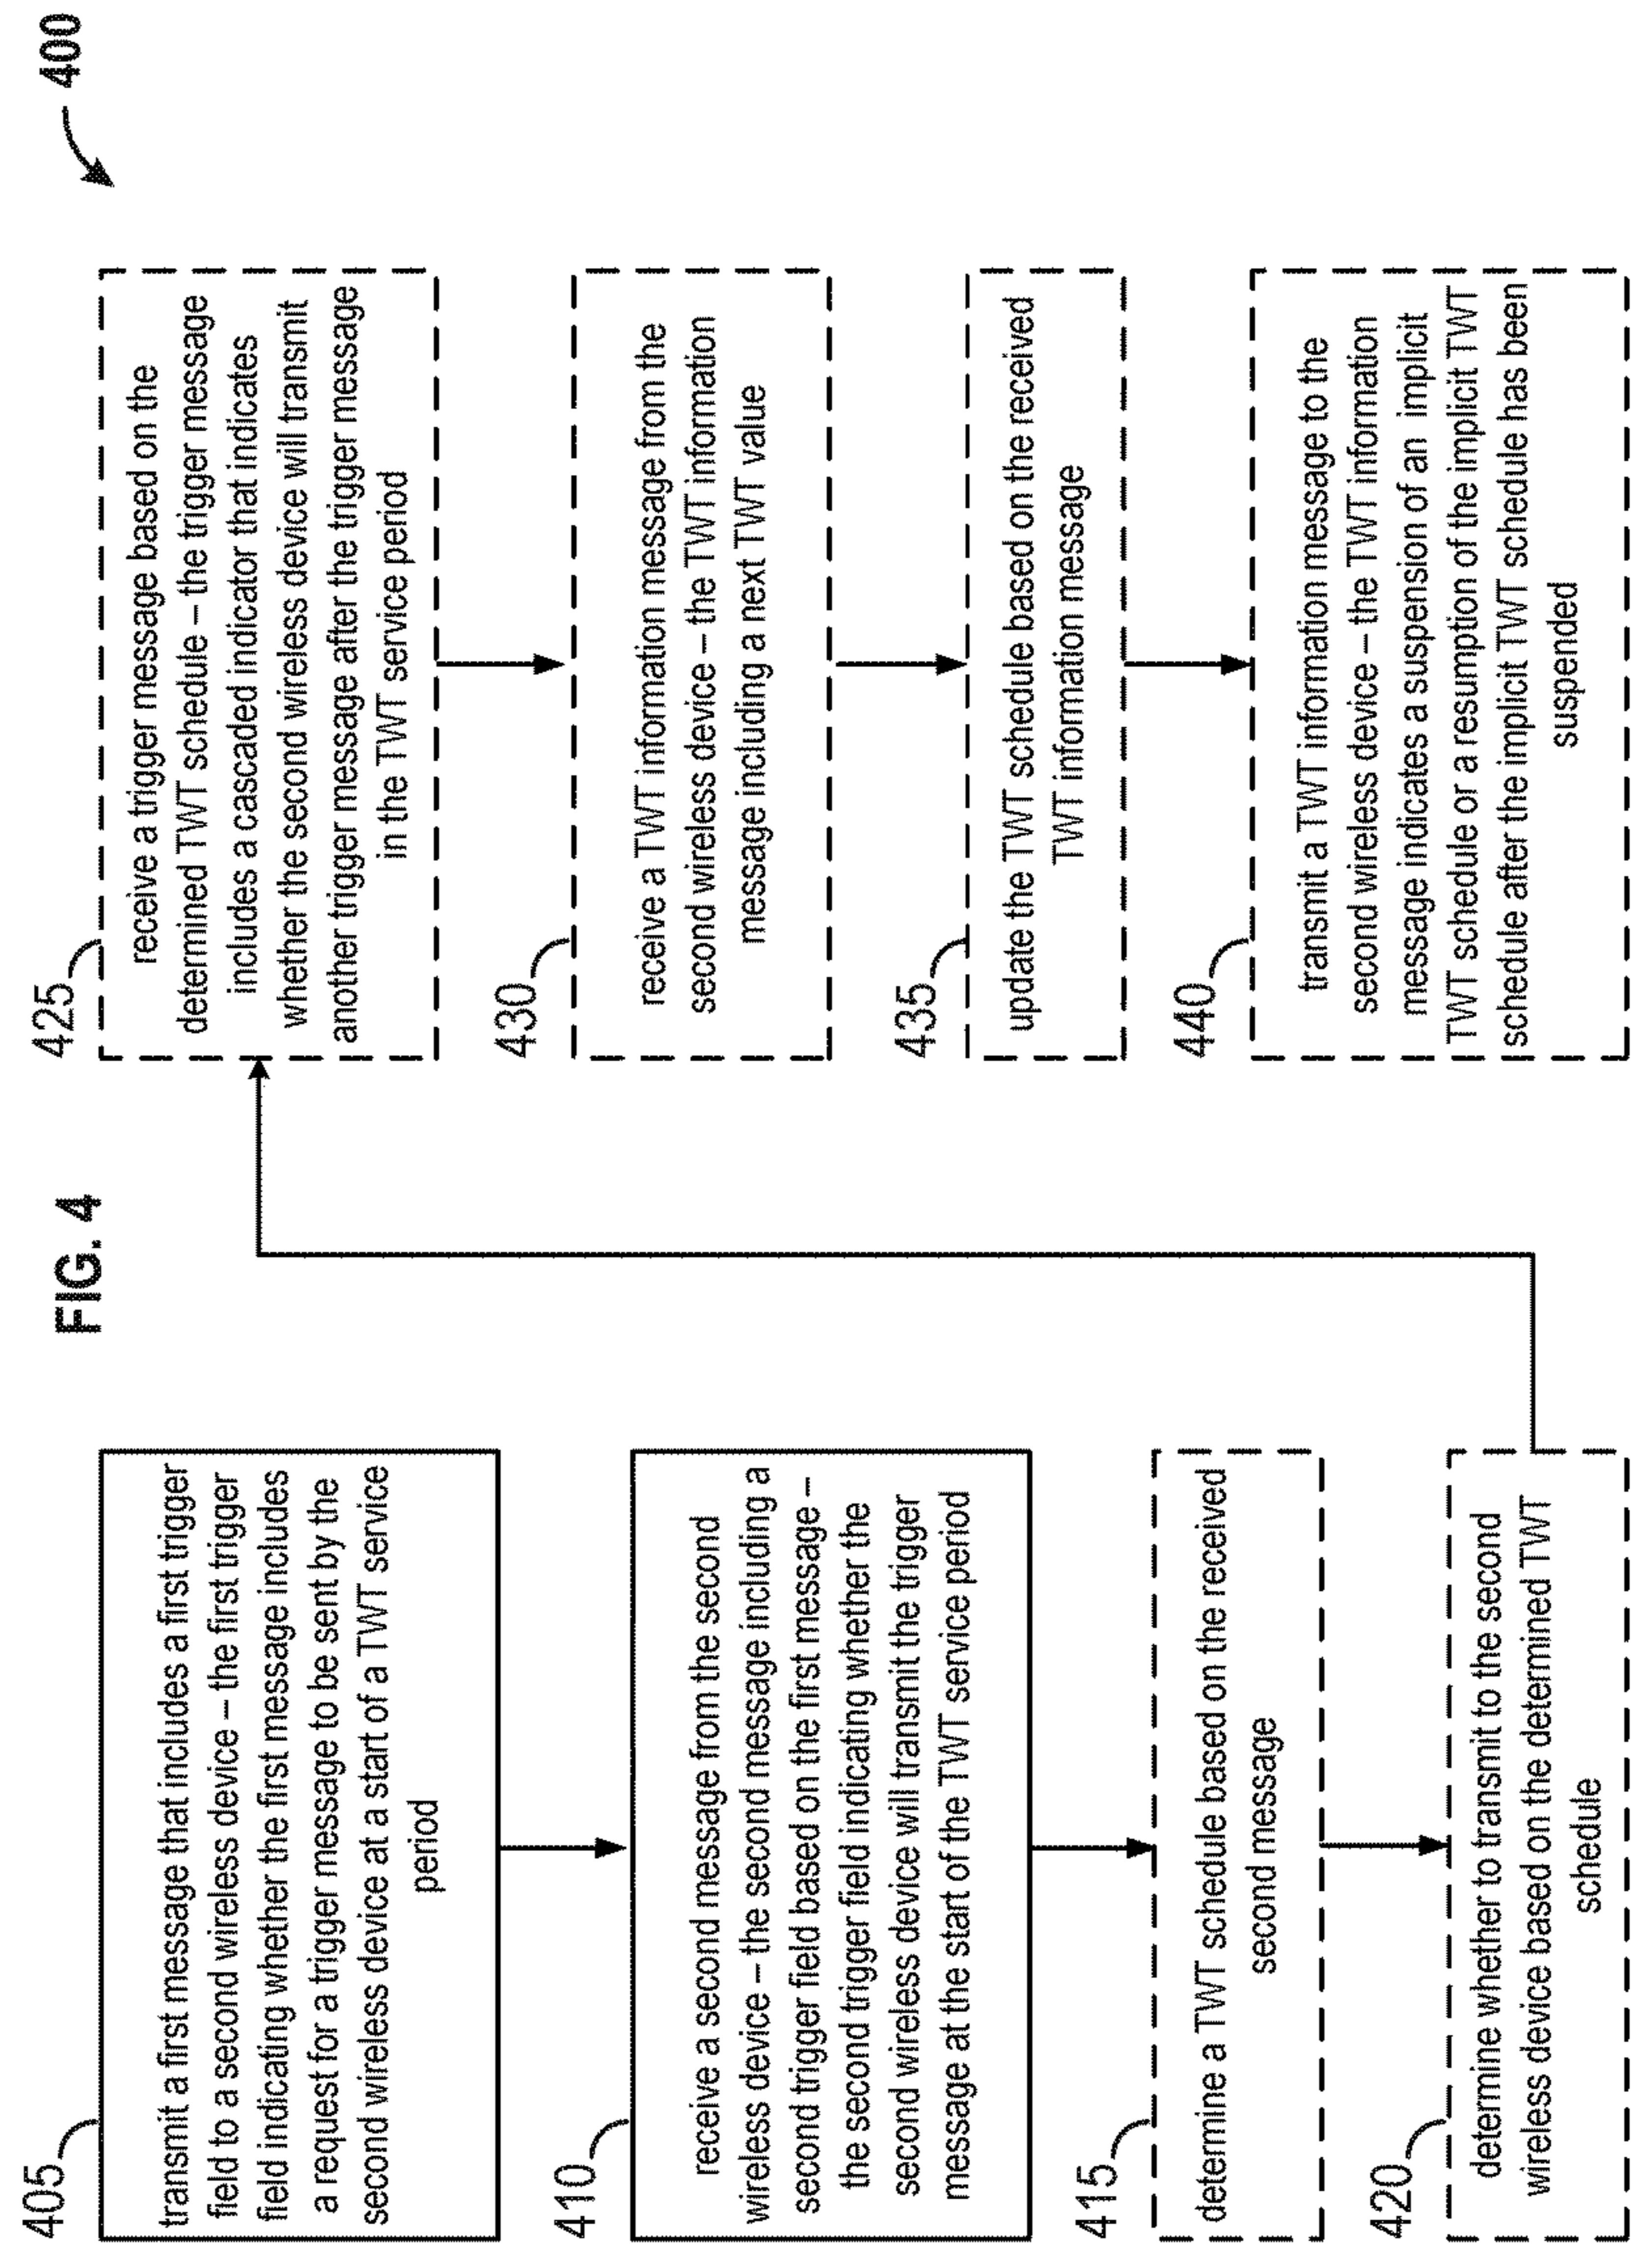 FIG. 4
400
405
transmit a first message that includes a first trigger
field to a second wireless device – the first trigger
field indicating whether the first message includes
a request for a trigger message to be sent by the
second wireless device at a start of a TWT service
period
410
receive a second message from the second
wireless device – the second message including a
second trigger field based on the first message –
the second trigger field indicating whether the
second wireless device will transmit the trigger
message at the start of the TWT service period
415
determine a TWT schedule based on the received
second message
420
determine whether to transmit to the second
wireless device based on the determined TWT
schedule
425
receive a trigger message based on the
determined TWT schedule – the trigger message
includes a cascaded indicator that indicates
whether the second wireless device will transmit
another trigger message after the trigger message
in the TWT service period
430
receive a TWT information message from the
second wireless device – the TWT information
message including a next TWT value
435
update the TWT schedule based on the received
TWT information message
440
transmit a TWT information message to the
second wireless device – the TWT information
message indicates a suspension of an implicit
TWT schedule or a resumption of the implicit TWT
schedule after the implicit TWT schedule has been
suspended